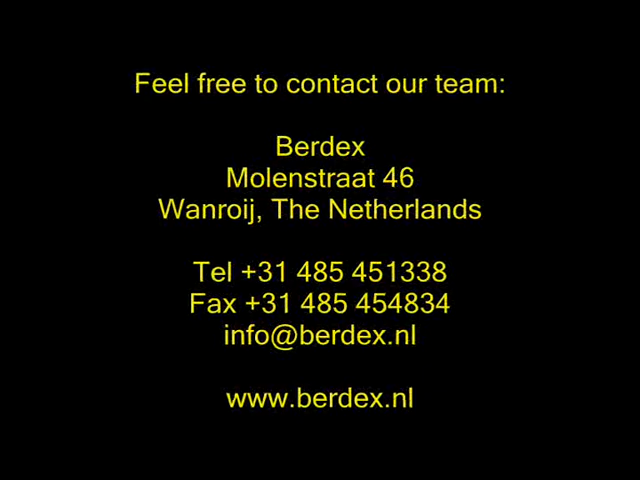 Feel free to contact our team:
Berdex
Molenstraat 46
Wanroij, The Netherlands
Tel +31 485 451338
Fax +31 485 454834
info@berdex.nl
www.berdex.nl